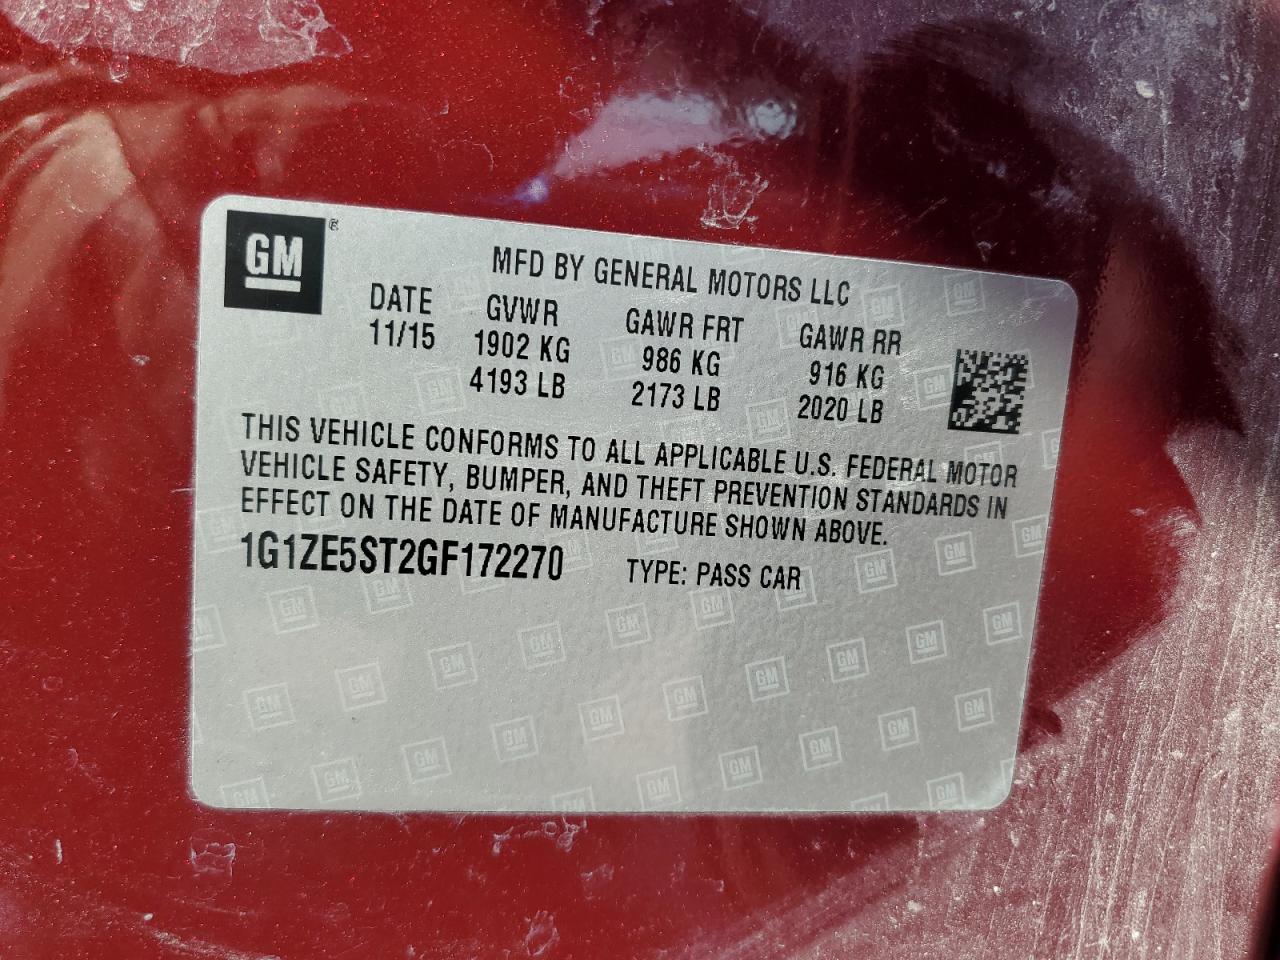 GM ®
MFD BY GENERAL MOTORS LLC
DATE GVWR GAWR FRT GAWR RR
11/15 1902 KG 986 KG 916 KG
4193 LB 2173 LB 2020 LB
THIS VEHICLE CONFORMS TO ALL APPLICABLE U.S. FEDERAL MOTOR
VEHICLE SAFETY, BUMPER, AND THEFT PREVENTION STANDARDS IN
EFFECT ON THE DATE OF MANUFACTURE SHOWN ABOVE.
1G1ZE5ST2GF172270 TYPE: PASS CAR